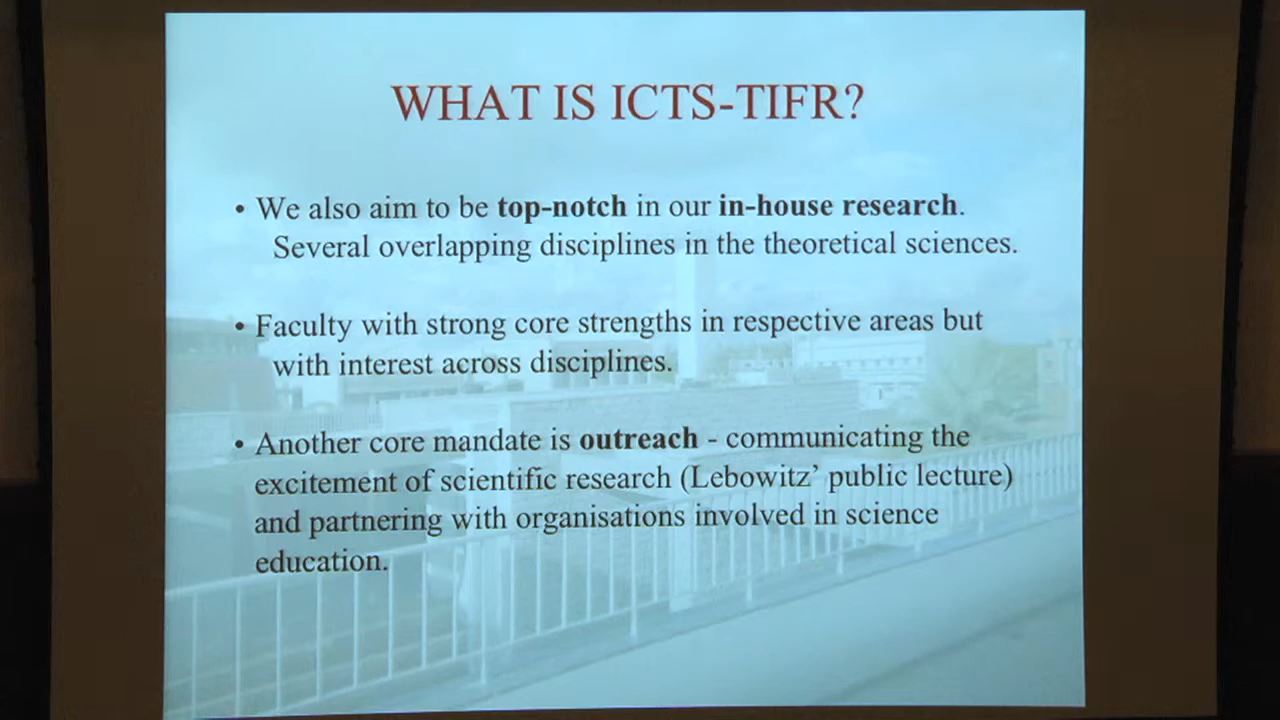 WHAT IS ICTS-TIFR?
• We also aim to be top-notch in our in-house research.
Several overlapping disciplines in the theoretical sciences.
• Faculty with strong core strengths in respective areas but
with interest across disciplines.
• Another core mandate is outreach - communicating the
excitement of scientific research (Lebowitz’ public lecture)
and partnering with organisations involved in science
education.